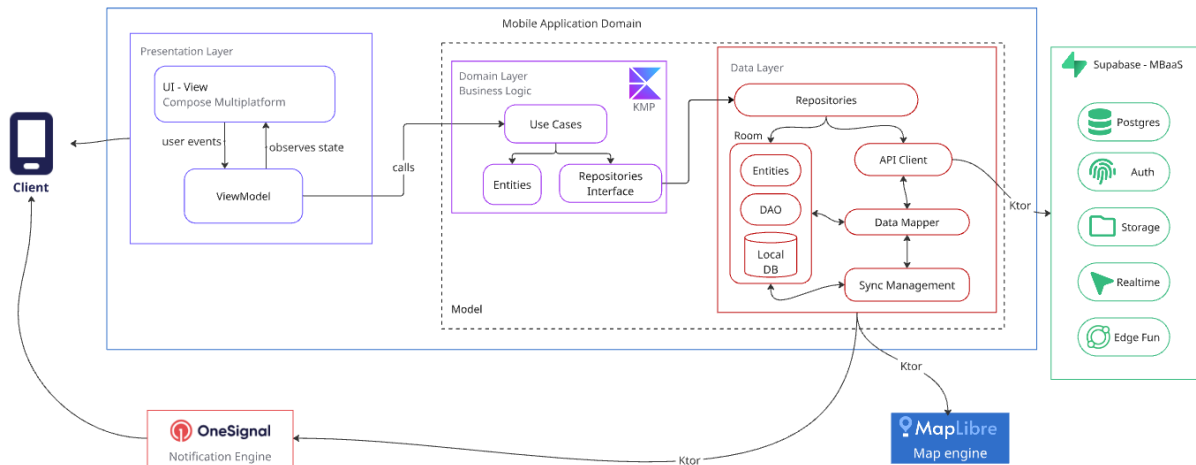 Mobile Application Domain
Presentation Layer
UI - View
Compose Multiplatform
user events
observes state
ViewModel
calls
Domain Layer
Business Logic
KMP
Use Cases
Entities
Repositories
Interface
Model
Data Layer
Repositories
Room
Entities
DAO
Local
DB
API Client
Data Mapper
Sync Management
Ktor
Supabase - MBaaS
Postgres
Auth
Storage
Realtime
Edge Fun
Client
OneSignal
Notification Engine
Ktor
Ktor
MapLibre
Map engine